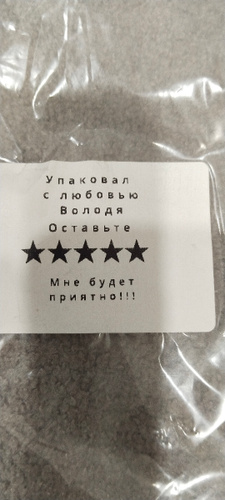 Упаковал
с любовью
Володя
Оставьте
★★★★★
Мне будет
приятно!!!